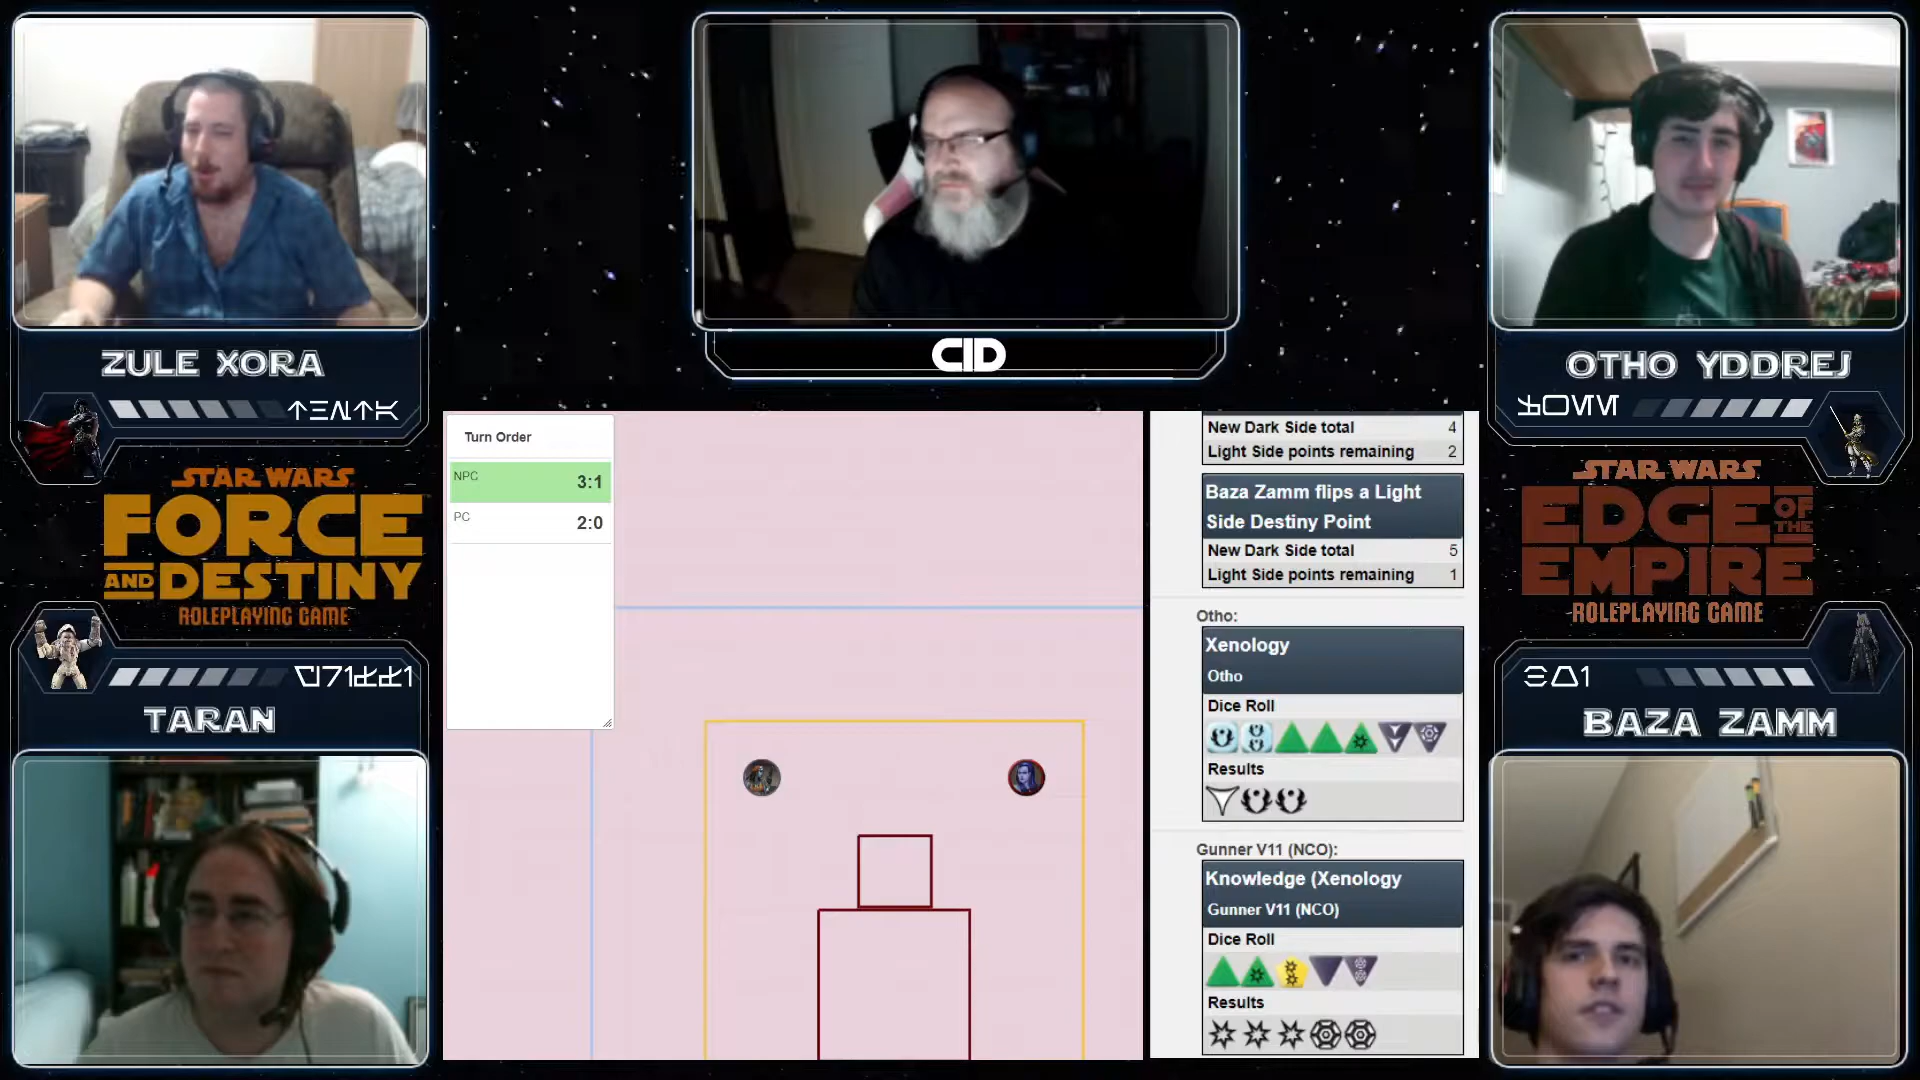 ZULE XORA
CID
OTHO YDDREJ
STAR WARS
FORCE
AND DESTINY
ROLEPLAYING GAME
TARAN
Turn Order
NPC 3:1
PC 2:0
New Dark Side total 4
Light Side points remaining 2
Baza Zamm flips a Light
Side Destiny Point
New Dark Side total 5
Light Side points remaining 1
Otho:
Xenology
Otho
Dice Roll
Results
Gunner V11 (NCO):
Knowledge (Xenology
Gunner V11 (NCO)
Dice Roll
Results
STAR WARS
EDGE OF THE
EMPIRE
ROLEPLAYING GAME
BAZA ZAMM